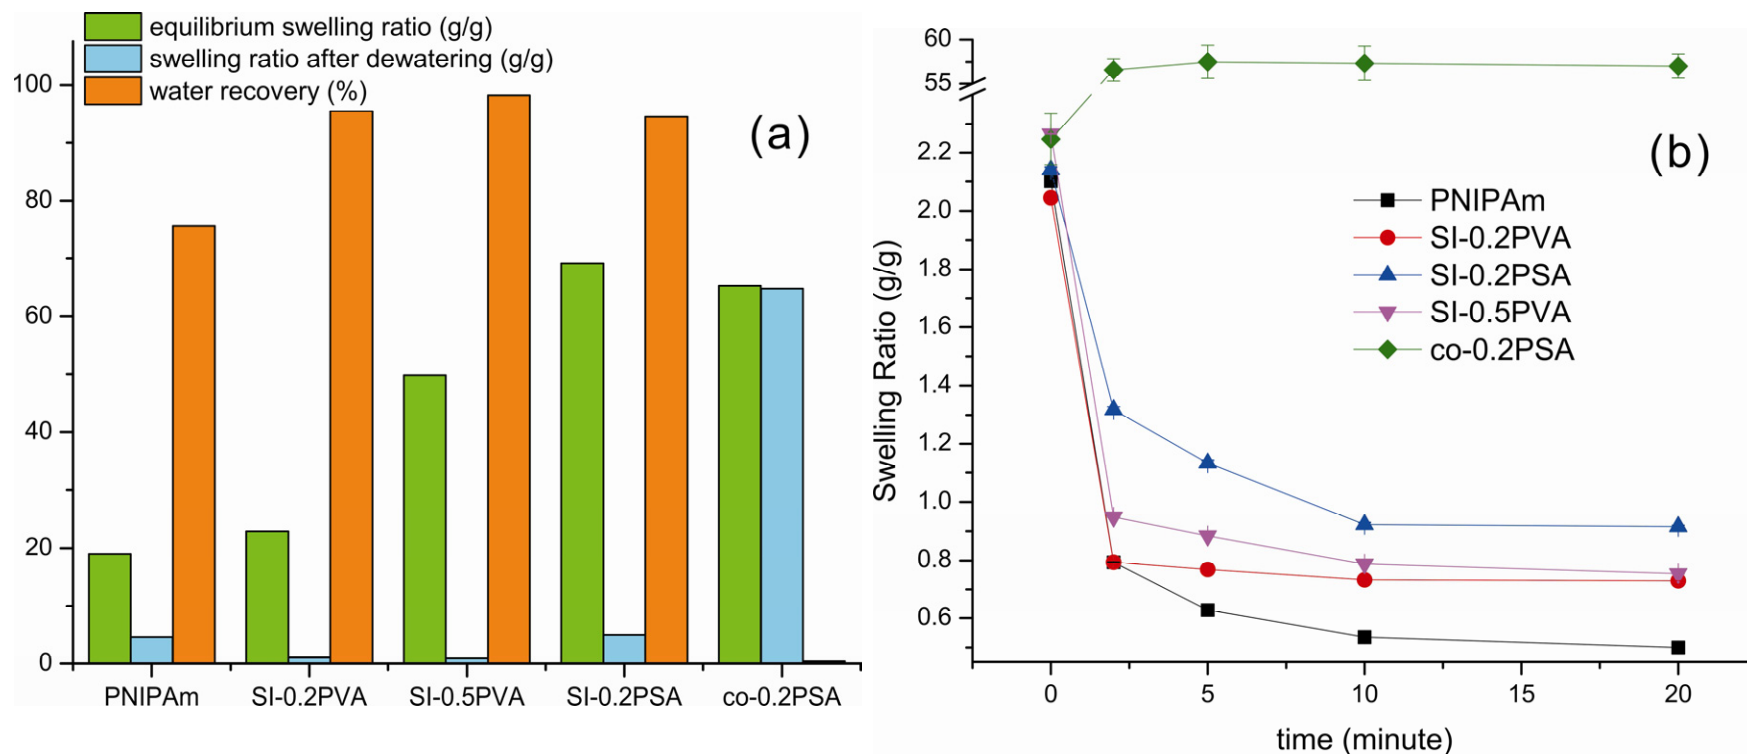 equilibrium swelling ratio (g/g)
swelling ratio after dewatering (g/g)
water recovery (%)
(a)
100
80
60
40
20
0
PNIPAm SI-0.2PVA SI-0.5PVA SI-0.2PSA co-0.2PSA
60
55
2.2
2.0
1.8
1.6
1.4
1.2
1.0
0.8
0.6
Swelling Ratio (g/g)
(b)
PNIPAm
SI-0.2PVA
SI-0.2PSA
SI-0.5PVA
co-0.2PSA
0 5 10 15 20
time (minute)